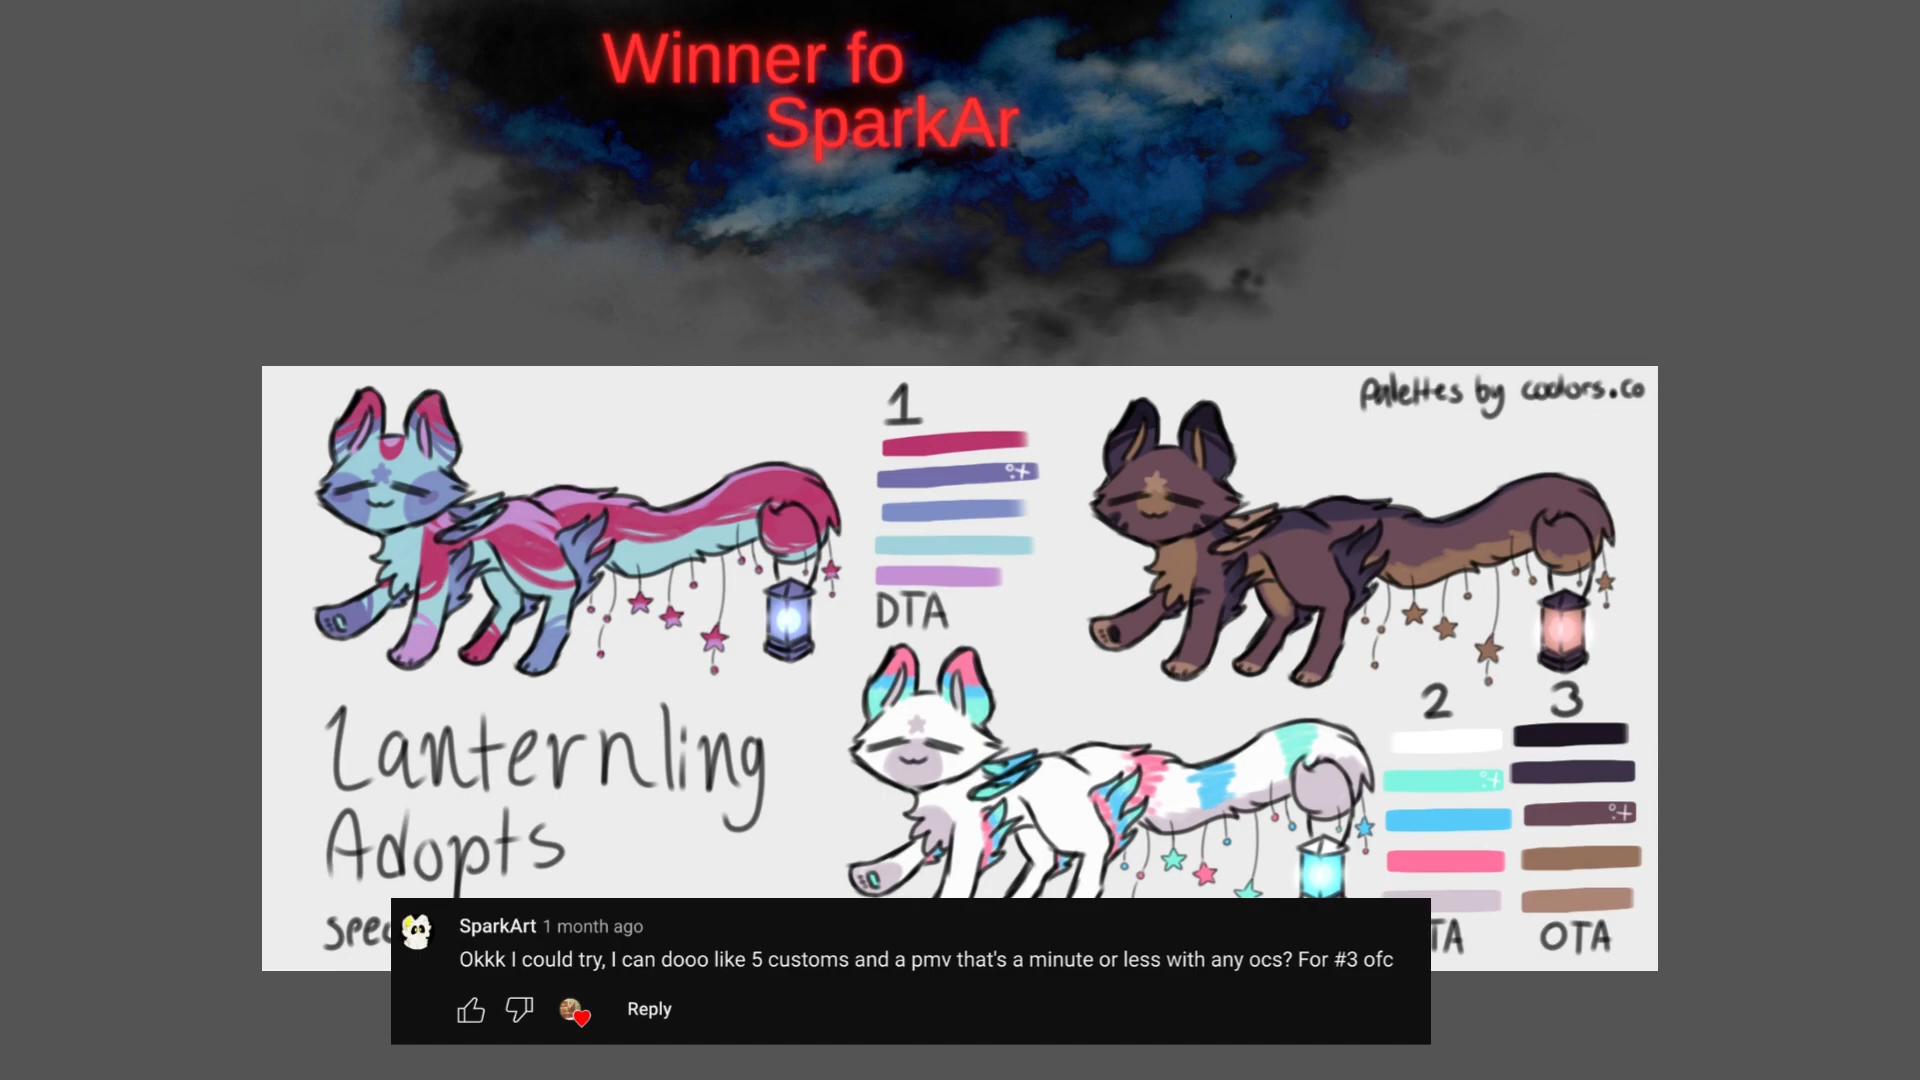 Winner fo
SparkAr
Palettes by coolors.co
1
DTA
2
3
Lanternling
Adopts
TA
OTA
SparkArt 1 month ago
Okkk I could try, I can dooo like 5 customs and a pmv that's a minute or less with any ocs? For #3 ofc
Reply